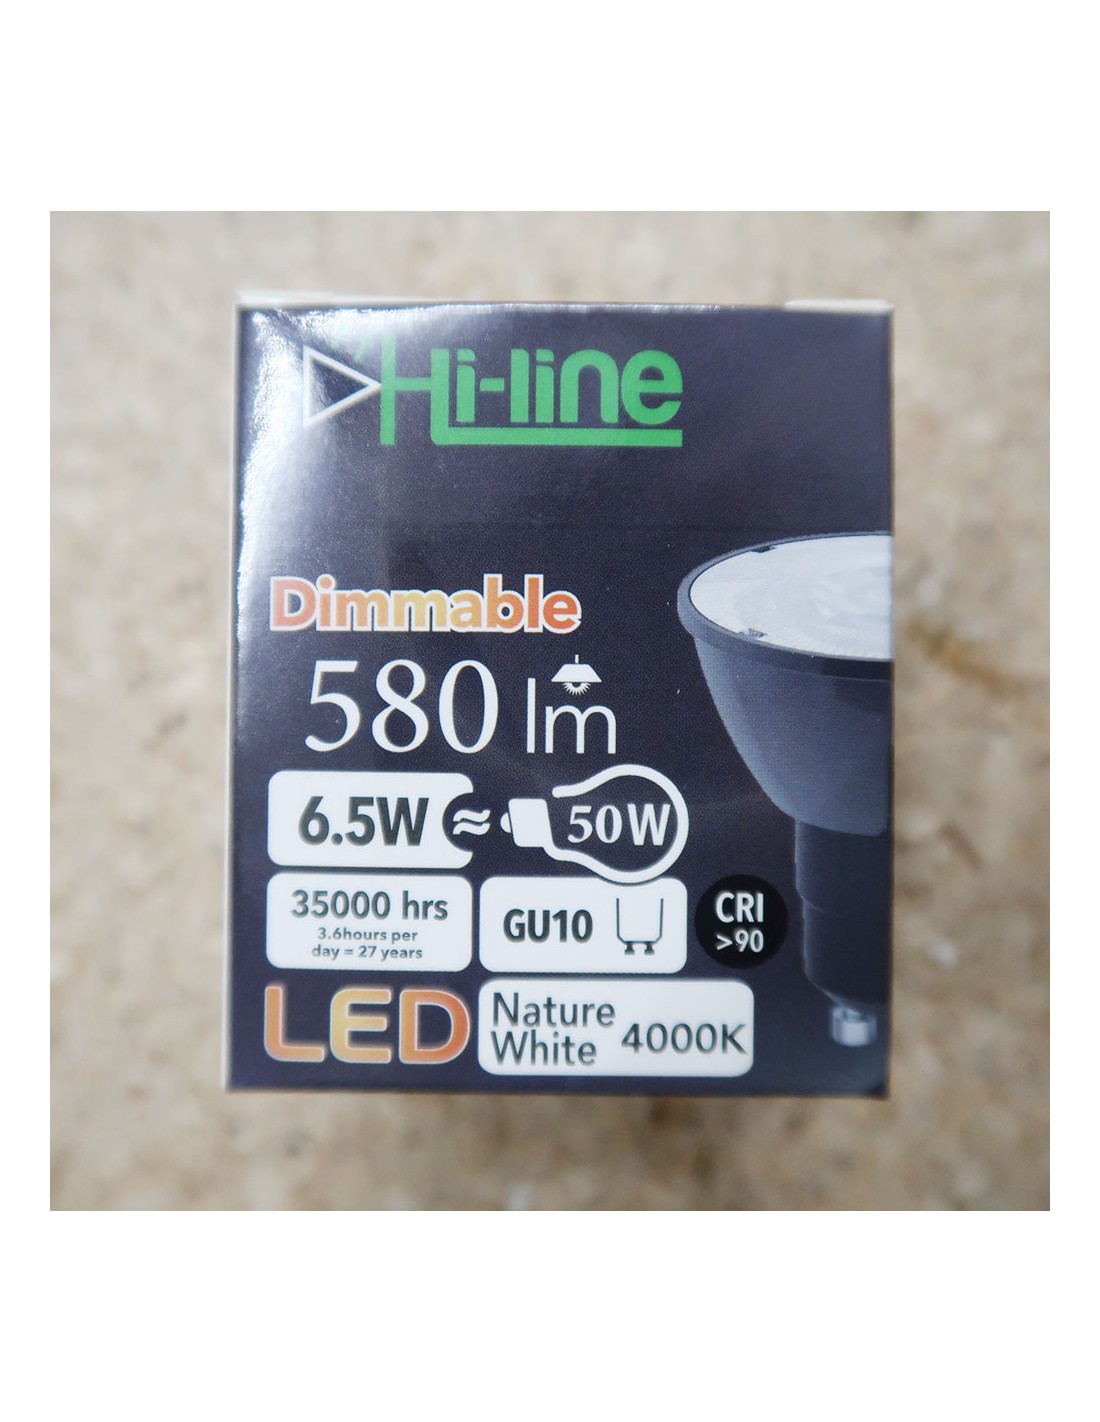 Hi-line
Dimmable
580 lm
6.5W ≈ 50W
35000 hrs
3.6hours per
day = 27 years
GU10
CRI
>90
LED
Nature
White 4000K